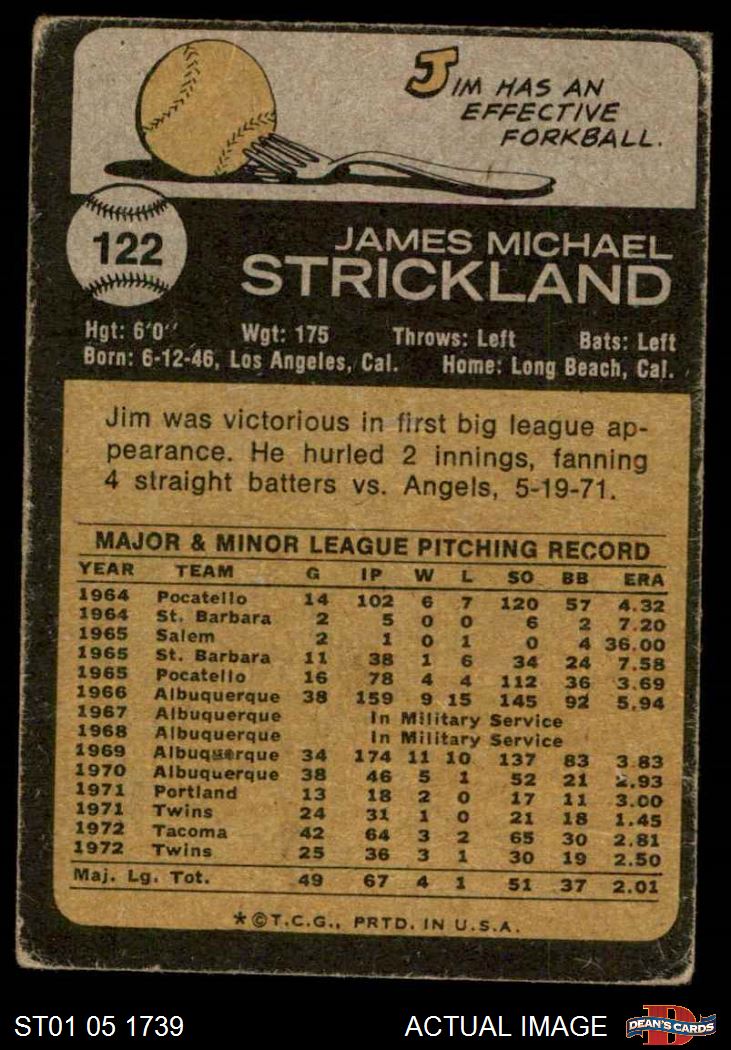 JIM HAS AN
EFFECTIVE
FORKBALL.
122
JAMES MICHAEL
STRICKLAND
Hgt: 6'0" Wgt: 175 Throws: Left Bats: Left
Born: 6-12-46, Los Angeles, Cal. Home: Long Beach, Cal.
Jim was victorious in first big league ap-
pearance. He hurled 2 innings, fanning
4 straight batters vs. Angels, 5-19-71.
MAJOR & MINOR LEAGUE PITCHING RECORD
YEAR TEAM G IP W L SO BB ERA
1964 Pocatello 14 102 6 7 120 57 4.32
1964 St. Barbara 2 5 0 0 6 2 7.20
1965 Salem 2 1 0 1 0 4 36.00
1965 St. Barbara 11 38 1 6 34 24 7.58
1965 Pocatello 16 78 4 4 112 36 3.69
1966 Albuquerque 38 159 9 15 145 92 5.94
1967 Albuquerque In Military Service
1968 Albuquerque In Military Service
1969 Albuquerque 34 174 11 10 137 83 3.83
1970 Albuquerque 38 46 5 1 52 21 2.93
1971 Portland 13 18 2 0 17 11 3.00
1971 Twins 24 31 1 0 21 18 1.45
1972 Tacoma 42 64 3 2 65 30 2.81
1972 Twins 25 36 3 1 30 19 2.50
Maj. Lg. Tot. 49 67 4 1 51 37 2.01
*©T.C.G., PRTD. IN U.S.A.
ST01 05 1739 ACTUAL IMAGE DEAN'S CARDS